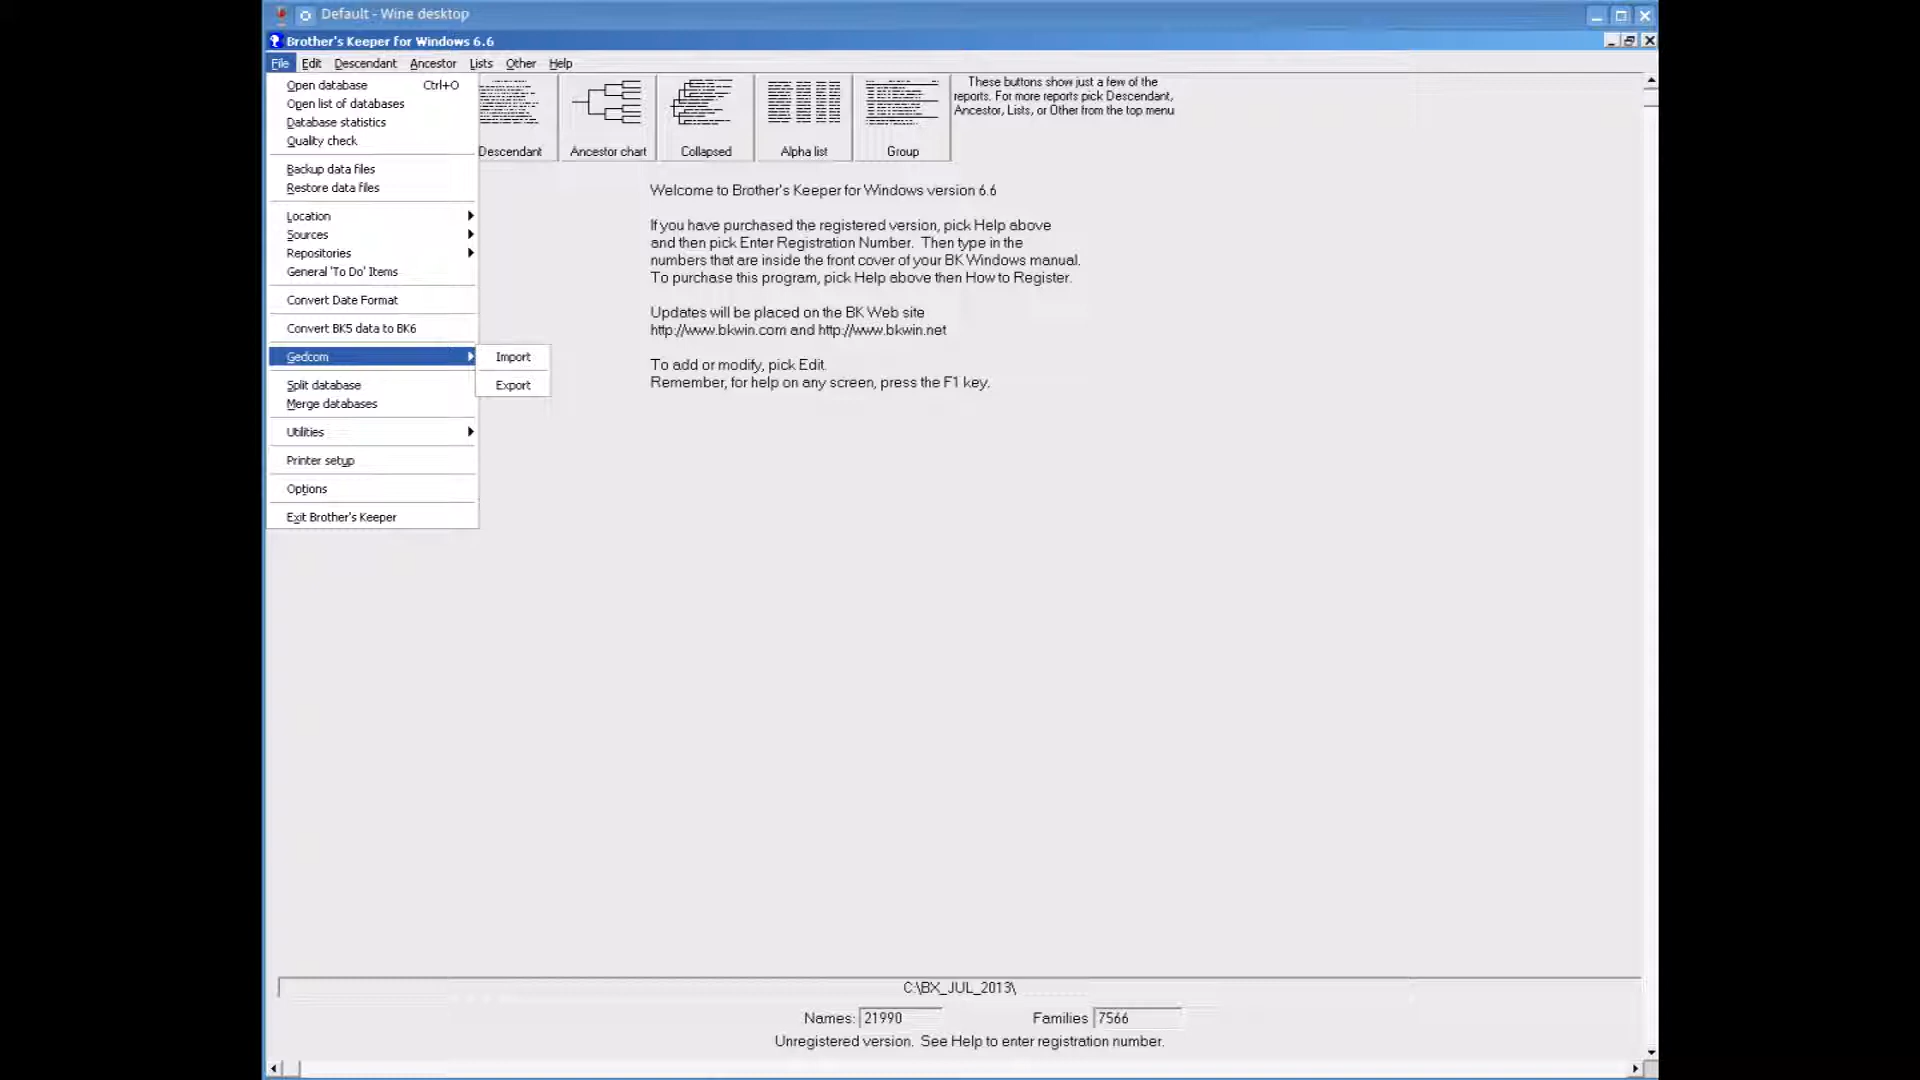 Default - Wine desktop
Brother's Keeper for Windows 6.6
File Edit Descendant Ancestor Lists Other Help
Open database Ctrl+O
Open list of databases
Database statistics
Quality check
Backup data files
Restore data files
Location
Sources
Repositories
General 'To Do' Items
Convert Date Format
Convert BK5 data to BK6
Gedcom
Split database
Merge databases
Utilities
Printer setup
Options
Exit Brother's Keeper
Import
Export
Descendant
Ancestor chart
Collapsed
Alpha list
Group
These buttons show just a few of the
reports. For more reports pick Descendant,
Ancestor, Lists, or Other from the top menu
Welcome to Brother's Keeper for Windows version 6.6
If you have purchased the registered version, pick Help above
and then pick Enter Registration Number. Then type in the
numbers that are inside the front cover of your BK Windows manual.
To purchase this program, pick Help above then How to Register.
Updates will be placed on the BK Web site
http://www.bkwin.com and http://www.bkwin.net
To add or modify, pick Edit.
Remember, for help on any screen, press the F1 key.
C:\BX_JUL_2013\
Names: 21990 Families 7566
Unregistered version. See Help to enter registration number.